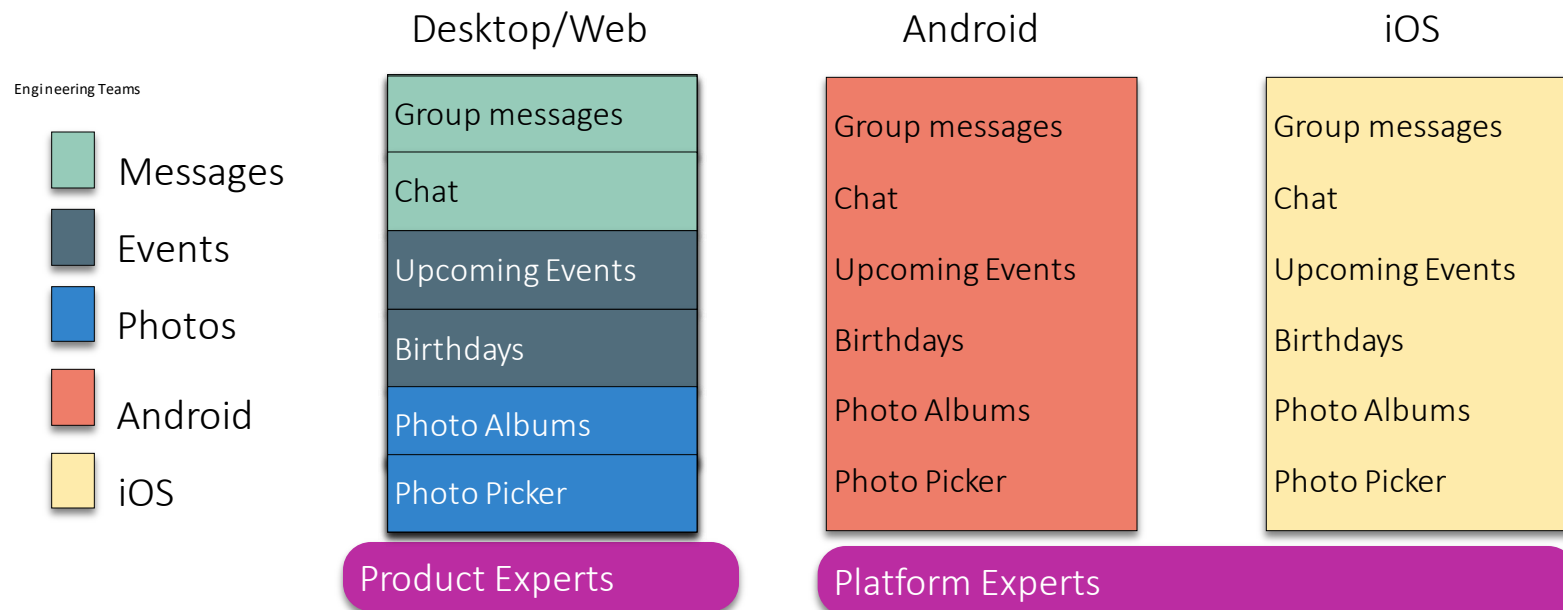 Desktop/Web
Android
iOS
Engineering Teams
Messages
Events
Photos
Android
iOS
Group messages
Chat
Upcoming Events
Birthdays
Photo Albums
Photo Picker
Product Experts
Group messages
Chat
Upcoming Events
Birthdays
Photo Albums
Photo Picker
Group messages
Chat
Upcoming Events
Birthdays
Photo Albums
Photo Picker
Platform Experts